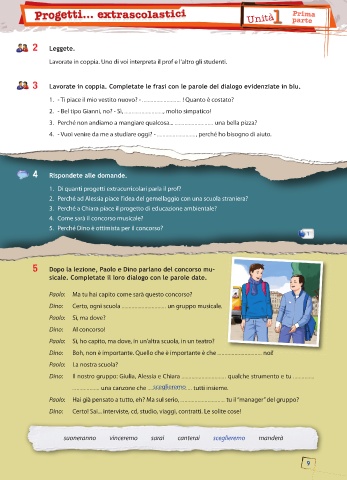 Progetti... extrascolastici
Unità 1 Prima
parte
2 Leggete.
Lavorate in coppia. Uno di voi interpreta il prof e l'altro gli studenti.
3 Lavorate in coppia. Completate le frasi con le parole del dialogo evidenziate in blu.
1. - Ti piace il mio vestito nuovo? - ........................ ! Quanto è costato?
2. - Bel tipo Gianni, no? - Sì, ........................, molto simpatico!
3. Perché non andiamo a mangiare qualcosa... ........................ una bella pizza?
4. - Vuoi venire da me a studiare oggi? - ........................, perché ho bisogno di aiuto.
4 Rispondete alle domande.
1. Di quanti progetti extracurricolari parla il prof?
2. Perché ad Alessia piace l'idea del gemellaggio con una scuola straniera?
3. Perché a Chiara piace il progetto di educazione ambientale?
4. Come sarà il concorso musicale?
5. Perché Dino è ottimista per il concorso?
5 Dopo la lezione, Paolo e Dino parlano del concorso mu-
sicale. Completate il loro dialogo con le parole date.
Paolo: Ma tu hai capito come sarà questo concorso?
Dino: Certo, ogni scuola ........................ un gruppo musicale.
Paolo: Sì, ma dove?
Dino: Al concorso!
Paolo: Sì, ho capito, ma dove, in un'altra scuola, in un teatro?
Dino: Boh, non è importante. Quello che è importante è che ........................ noi!
Paolo: La nostra scuola?
Dino: Il nostro gruppo: Giulia, Alessia e Chiara ........................ qualche strumento e tu ............
............... una canzone che ...sceglieremo... tutti insieme.
Paolo: Hai già pensato a tutto, eh? Ma sul serio, ........................ tu il "manager" del gruppo?
Dino: Certo! Sai... interviste, cd, studio, viaggi, contratti. Le solite cose!
suoneranno vinceremo sarai canterai sceglieremo manderà
9